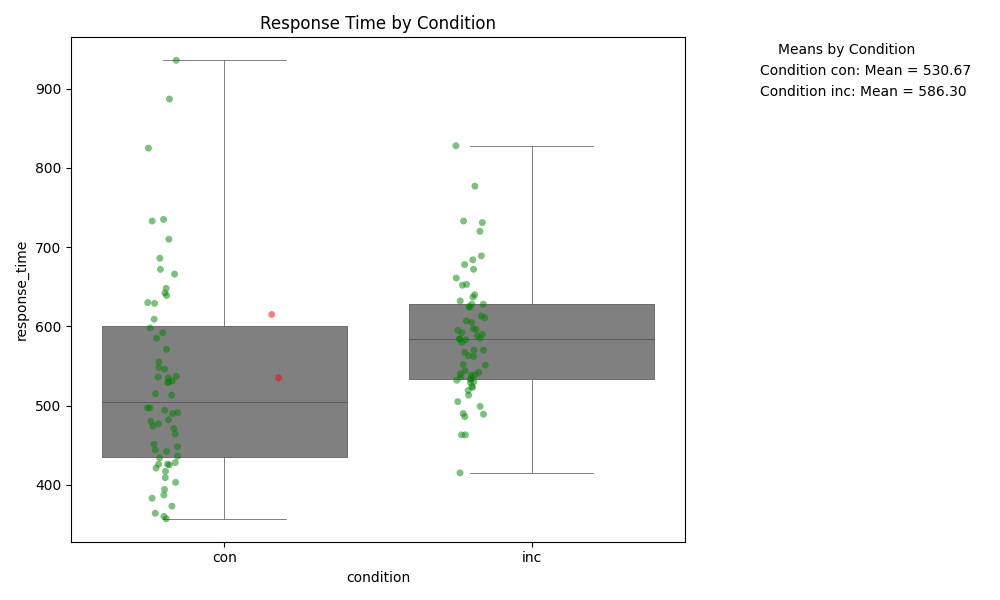 Response Time by Condition
Means by Condition
Condition con: Mean = 530.67
Condition inc: Mean = 586.30
900
800
700
600
500
400
response_time
con
inc
condition